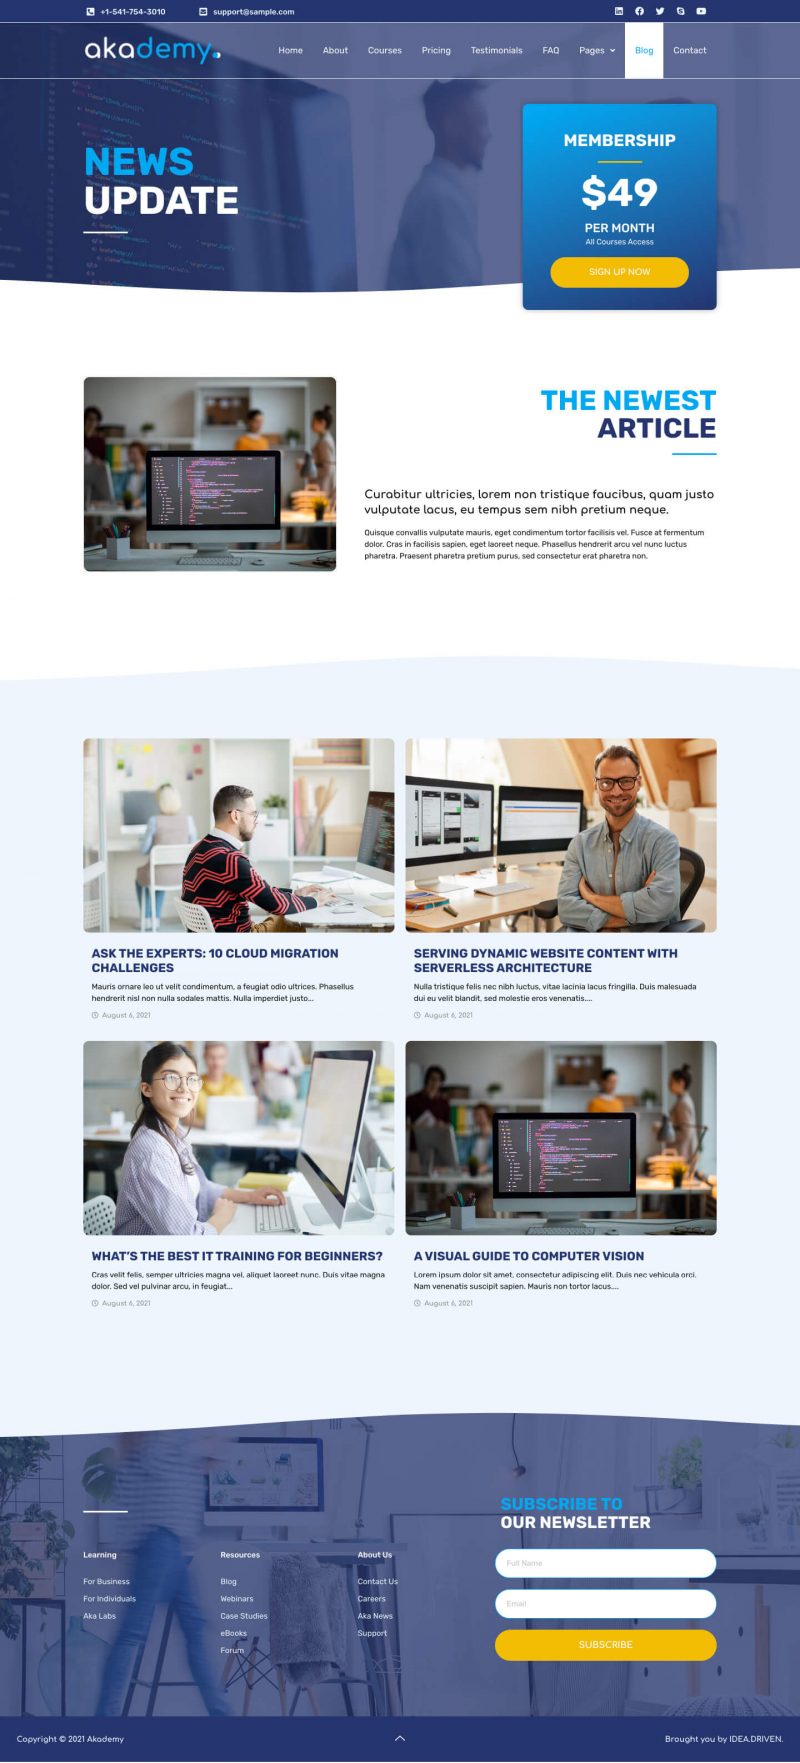 +1-541-754-3010
support@sample.com
akademy.
Home
About
Courses
Pricing
Testimonials
FAQ
Pages
Blog
Contact
NEWS
UPDATE
MEMBERSHIP
$49
PER MONTH
All Courses Access
SIGN UP NOW
THE NEWEST
ARTICLE
Curabitur ultricies, lorem non tristique faucibus, quam justo
vulputate lacus, eu tempus sem nibh pretium neque.
Quisque convallis vulputate mauris, eget condimentum tortor facilisis vel. Fusce at fermentum
dolor. Cras in facilisis sapien, eget laoreet neque. Phasellus hendrerit arcu vel nunc luctus
pharetra. Praesent pharetra pretium purus, sed consectetur erat pharetra non.
ASK THE EXPERTS: 10 CLOUD MIGRATION
CHALLENGES
Mauris ornare leo ut velit condimentum, a feugiat odio ultrices. Phasellus
hendrerit nisl non nulla sodales mattis. Nulla imperdiet justo...
August 6, 2021
SERVING DYNAMIC WEBSITE CONTENT WITH
SERVERLESS ARCHITECTURE
Nulla tristique felis nec nibh luctus, vitae lacinia lacus fringilla. Duis malesuada
dui eu velit blandit, sed molestie eros venenatis....
August 6, 2021
WHAT'S THE BEST IT TRAINING FOR BEGINNERS?
Cras velit felis, semper ultricies magna vel, aliquet laoreet nunc. Duis vitae magna
dolor. Sed vel pulvinar arcu, in feugiat...
August 6, 2021
A VISUAL GUIDE TO COMPUTER VISION
Lorem ipsum dolor sit amet, consectetur adipiscing elit. Duis nec vehicula orci.
Nam venenatis suscipit sapien. Mauris non tortor lacus....
August 6, 2021
Learning
For Business
For Individuals
Aka Labs
Resources
Blog
Webinars
Case Studies
eBooks
Forum
About Us
Contact Us
Careers
Aka News
Support
SUBSCRIBE TO
OUR NEWSLETTER
Full Name
Email
SUBSCRIBE
Copyright © 2021 Akademy
Brought you by IDEA.DRIVEN.